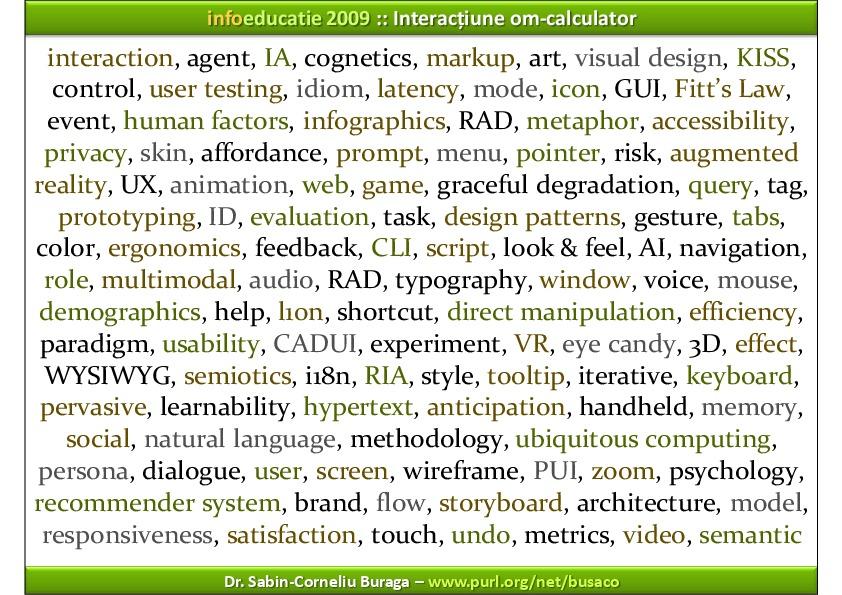 infoeducatie 2009 :: Interacțiune om-calculator
interaction, agent, IA, cognetics, markup, art, visual design, KISS,
control, user testing, idiom, latency, mode, icon, GUI, Fitt’s Law,
event, human factors, infographics, RAD, metaphor, accessibility,
privacy, skin, affordance, prompt, menu, pointer, risk, augmented
reality, UX, animation, web, game, graceful degradation, query, tag,
prototyping, ID, evaluation, task, design patterns, gesture, tabs,
color, ergonomics, feedback, CLI, script, look & feel, AI, navigation,
role, multimodal, audio, RAD, typography, window, voice, mouse,
demographics, help, l10n, shortcut, direct manipulation, efficiency,
paradigm, usability, CADUI, experiment, VR, eye candy, 3D, effect,
WYSIWYG, semiotics, i18n, RIA, style, tooltip, iterative, keyboard,
pervasive, learnability, hypertext, anticipation, handheld, memory,
social, natural language, methodology, ubiquitous computing,
persona, dialogue, user, screen, wireframe, PUI, zoom, psychology,
recommender system, brand, flow, storyboard, architecture, model,
responsiveness, satisfaction, touch, undo, metrics, video, semantic
Dr. Sabin-Corneliu Buraga – www.purl.org/net/busaco